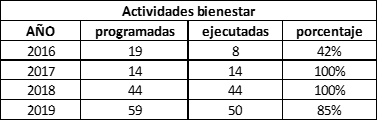 Actividades bienestar
AÑO programadas ejecutadas porcentaje
2016 19 8 42%
2017 14 14 100%
2018 44 44 100%
2019 59 50 85%